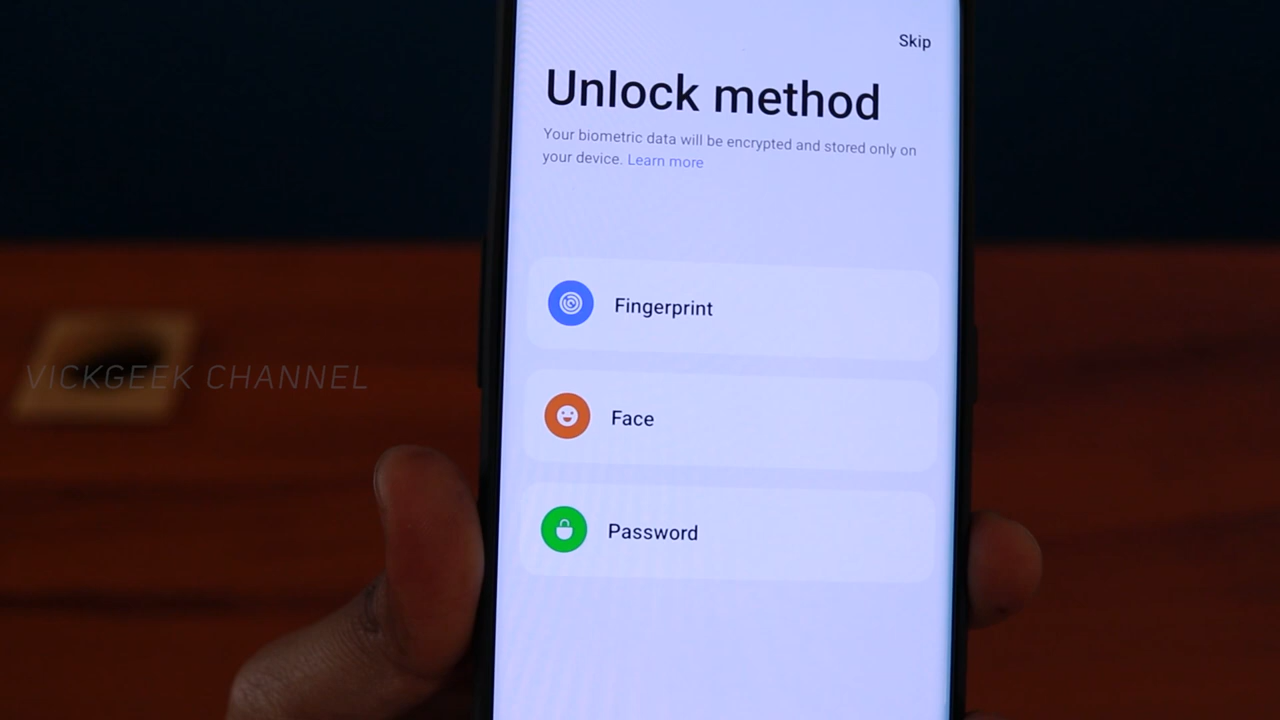 Skip
Unlock method
Your biometric data will be encrypted and stored only on
your device. Learn more
Fingerprint
Face
Password
VICKGEEK CHANNEL